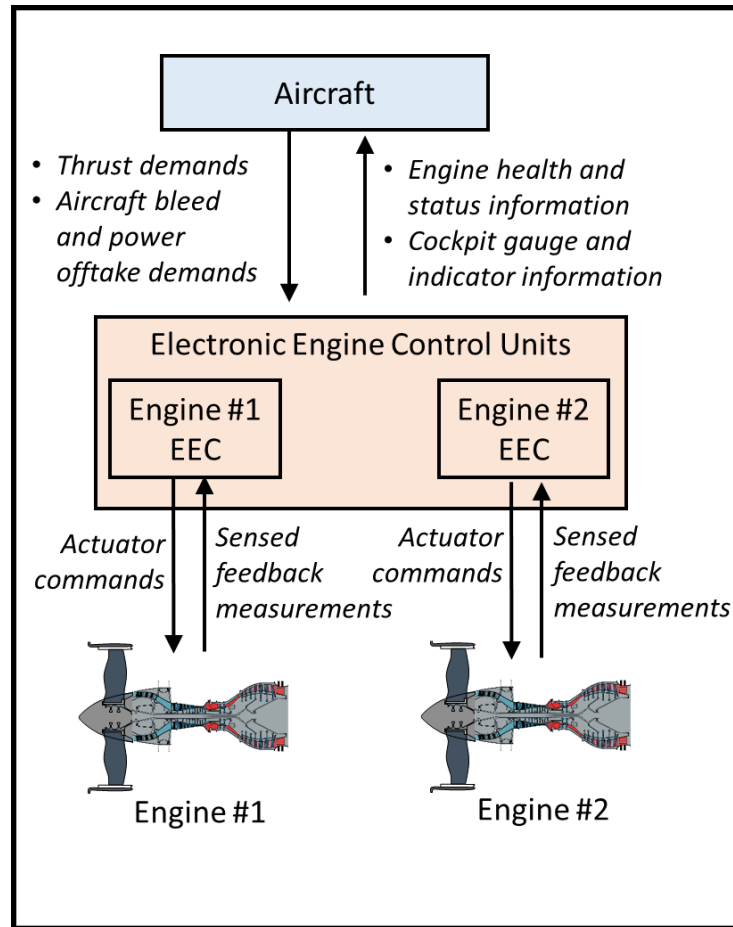 Aircraft
• Thrust demands
• Aircraft bleed
and power
offtake demands
• Engine health and
status information
• Cockpit gauge and
indicator information
Electronic Engine Control Units
Engine #1
EEC
Engine #2
EEC
Actuator
commands
Sensed
feedback
measurements
Actuator
commands
Sensed
feedback
measurements
Engine #1
Engine #2